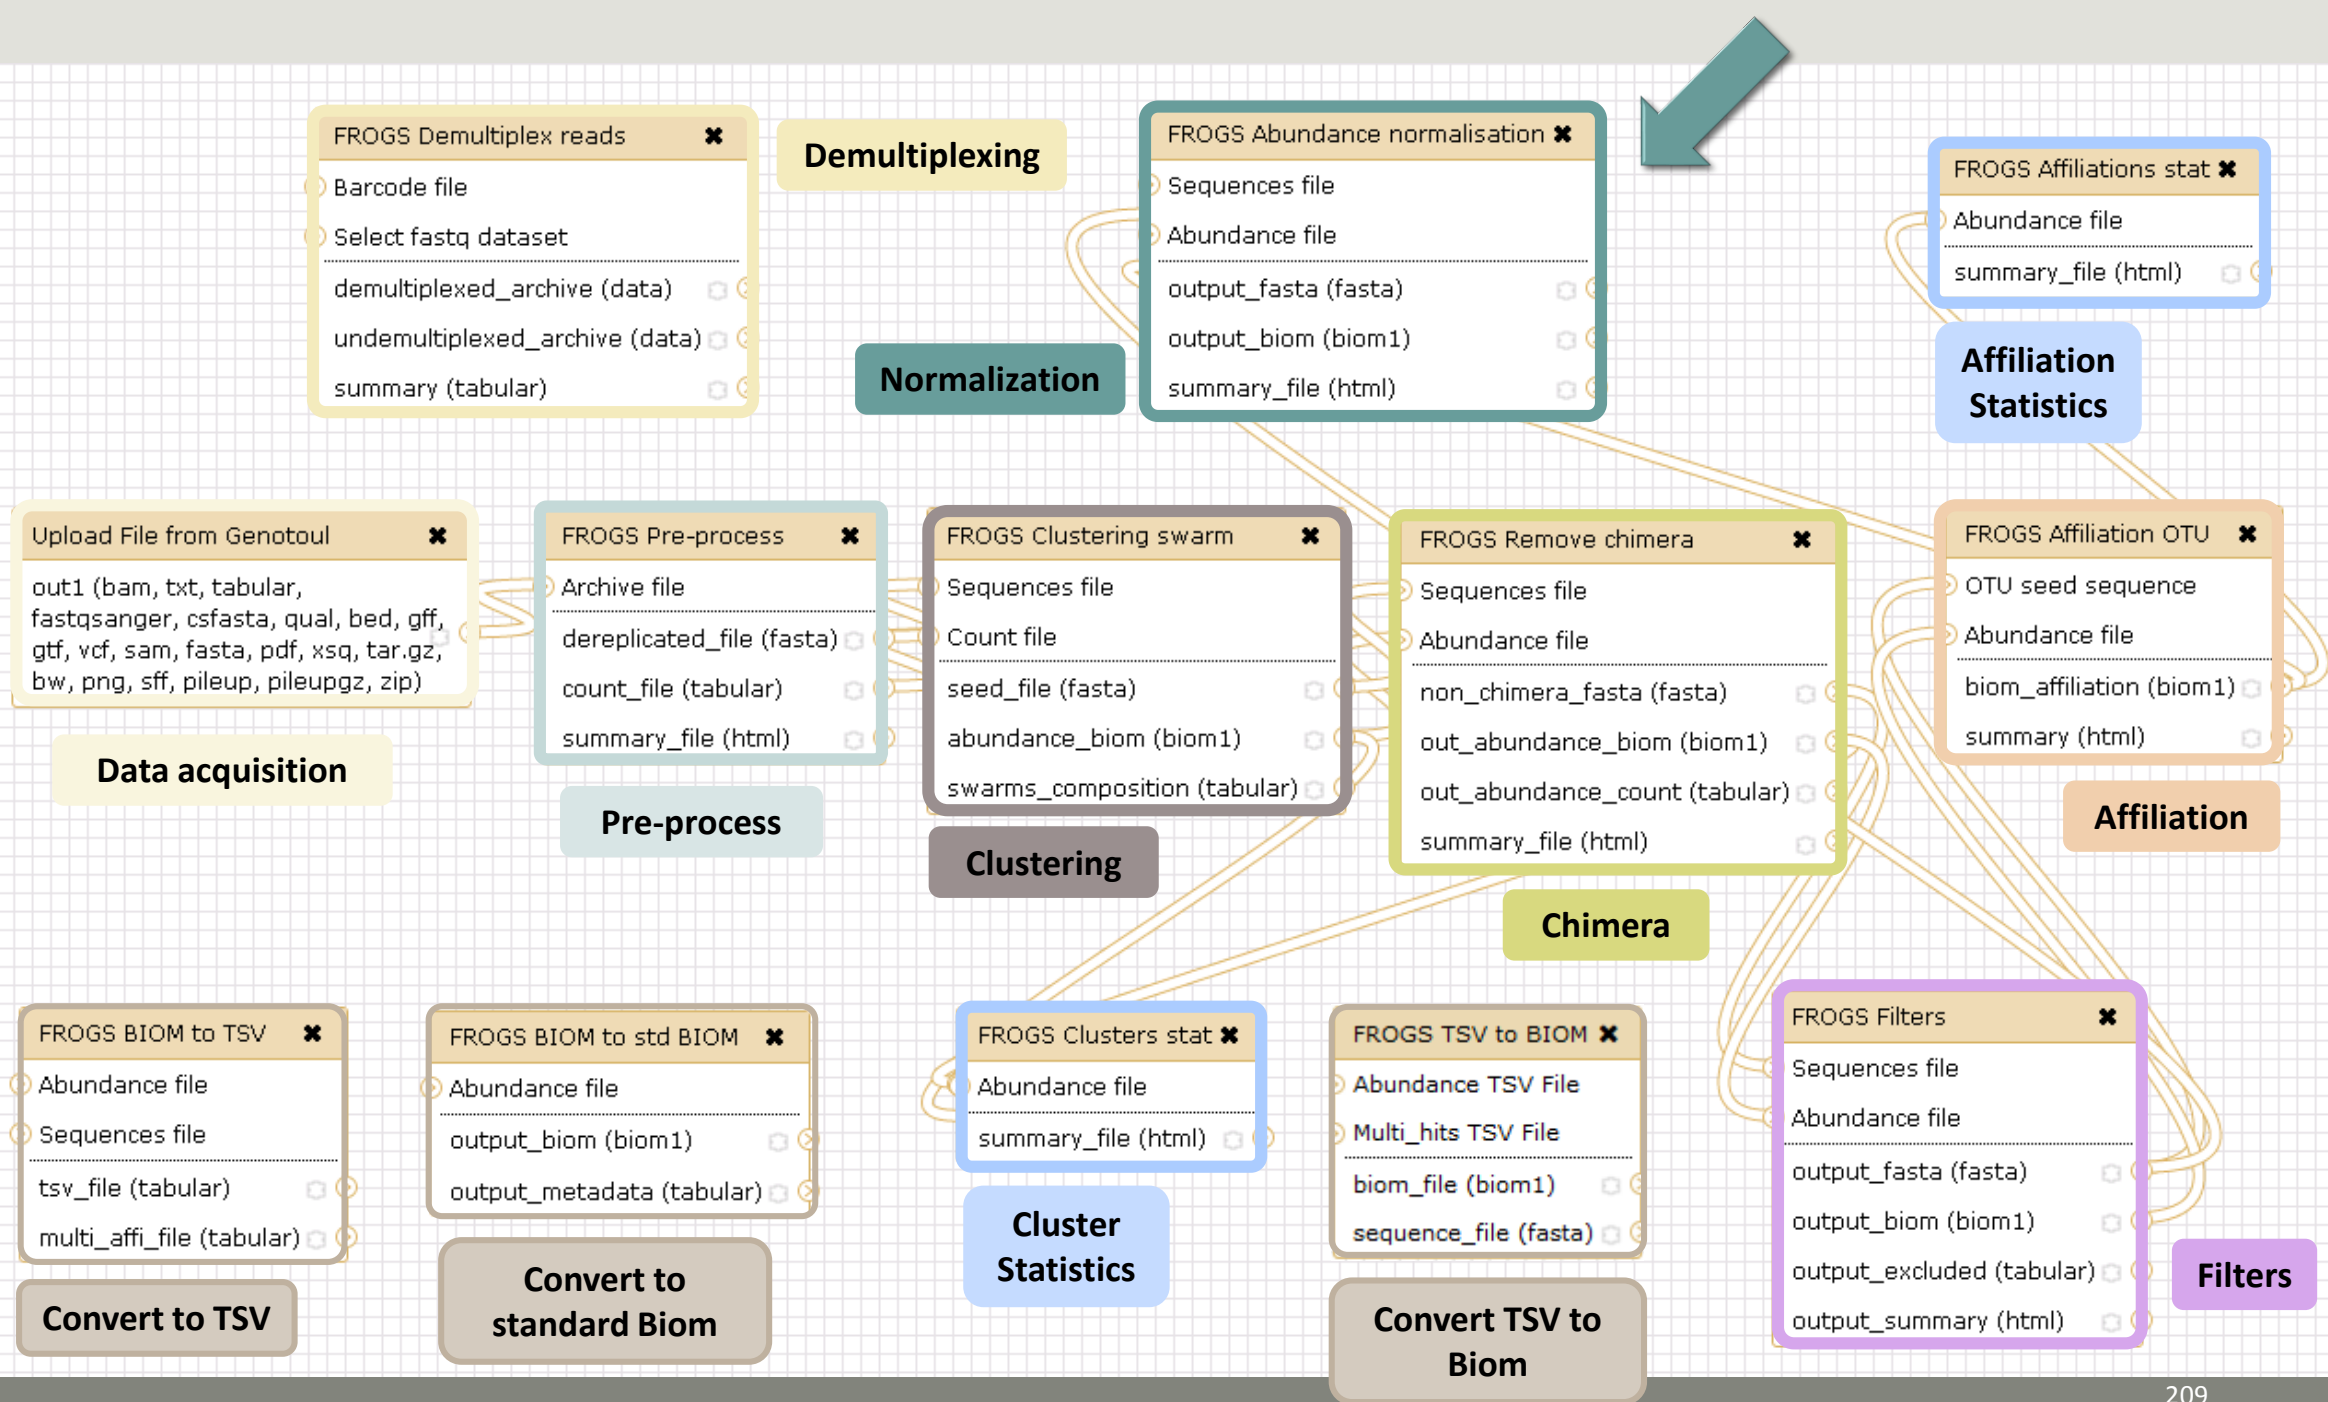 FROGS Demultiplex reads
Barcode file
Select fastq dataset
demultiplexed_archive (data)
undemultiplexed_archive (data)
summary (tabular)
Demultiplexing
FROGS Abundance normalisation
Sequences file
Abundance file
output_fasta (fasta)
output_biom (biom1)
summary_file (html)
Normalization
FROGS Affiliations stat
Abundance file
summary_file (html)
Affiliation
Statistics
Upload File from Genotoul
out1 (bam, txt, tabular,
fastqsanger, csfasta, qual, bed, gff,
gtf, vcf, sam, fasta, pdf, xsq, tar.gz,
bw, png, sff, pileup, pileupgz, zip)
Data acquisition
FROGS Pre-process
Archive file
dereplicated_file (fasta)
count_file (tabular)
summary_file (html)
Pre-process
FROGS Clustering swarm
Sequences file
Count file
seed_file (fasta)
abundance_biom (biom1)
swarms_composition (tabular)
Clustering
FROGS Remove chimera
Sequences file
Abundance file
non_chimera_fasta (fasta)
out_abundance_biom (biom1)
out_abundance_count (tabular)
summary_file (html)
Chimera
FROGS Affiliation OTU
OTU seed sequence
Abundance file
biom_affiliation (biom1)
summary (html)
Affiliation
FROGS BIOM to TSV
Abundance file
Sequences file
tsv_file (tabular)
multi_affi_file (tabular)
Convert to TSV
FROGS BIOM to std BIOM
Abundance file
output_biom (biom1)
output_metadata (tabular)
Convert to
standard Biom
FROGS Clusters stat
Abundance file
summary_file (html)
Cluster
Statistics
FROGS TSV to BIOM
Abundance TSV File
Multi_hits TSV File
biom_file (biom1)
sequence_file (fasta)
Convert TSV to
Biom
FROGS Filters
Sequences file
Abundance file
output_fasta (fasta)
output_biom (biom1)
output_excluded (tabular)
output_summary (html)
Filters
209